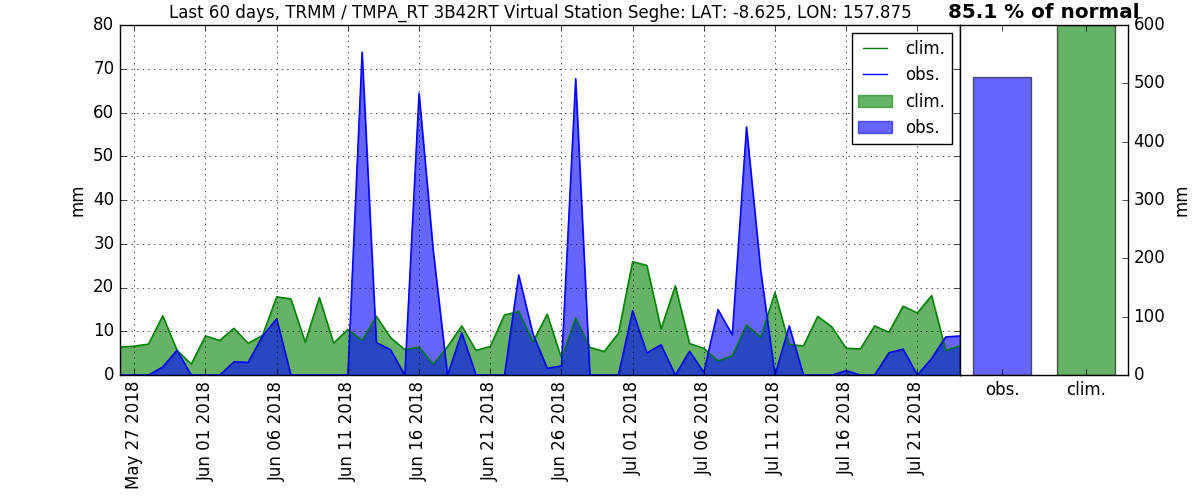 Last 60 days, TRMM / TMPA_RT 3B42RT Virtual Station Seghe: LAT: -8.625, LON: 157.875
85.1 % of normal
80
70
60
50
40
30
20
10
0
mm
clim.
obs.
clim.
obs.
600
500
400
300
200
100
0
mm
May 27 2018
Jun 01 2018
Jun 06 2018
Jun 11 2018
Jun 16 2018
Jun 21 2018
Jun 26 2018
Jul 01 2018
Jul 06 2018
Jul 11 2018
Jul 16 2018
Jul 21 2018
obs.
clim.